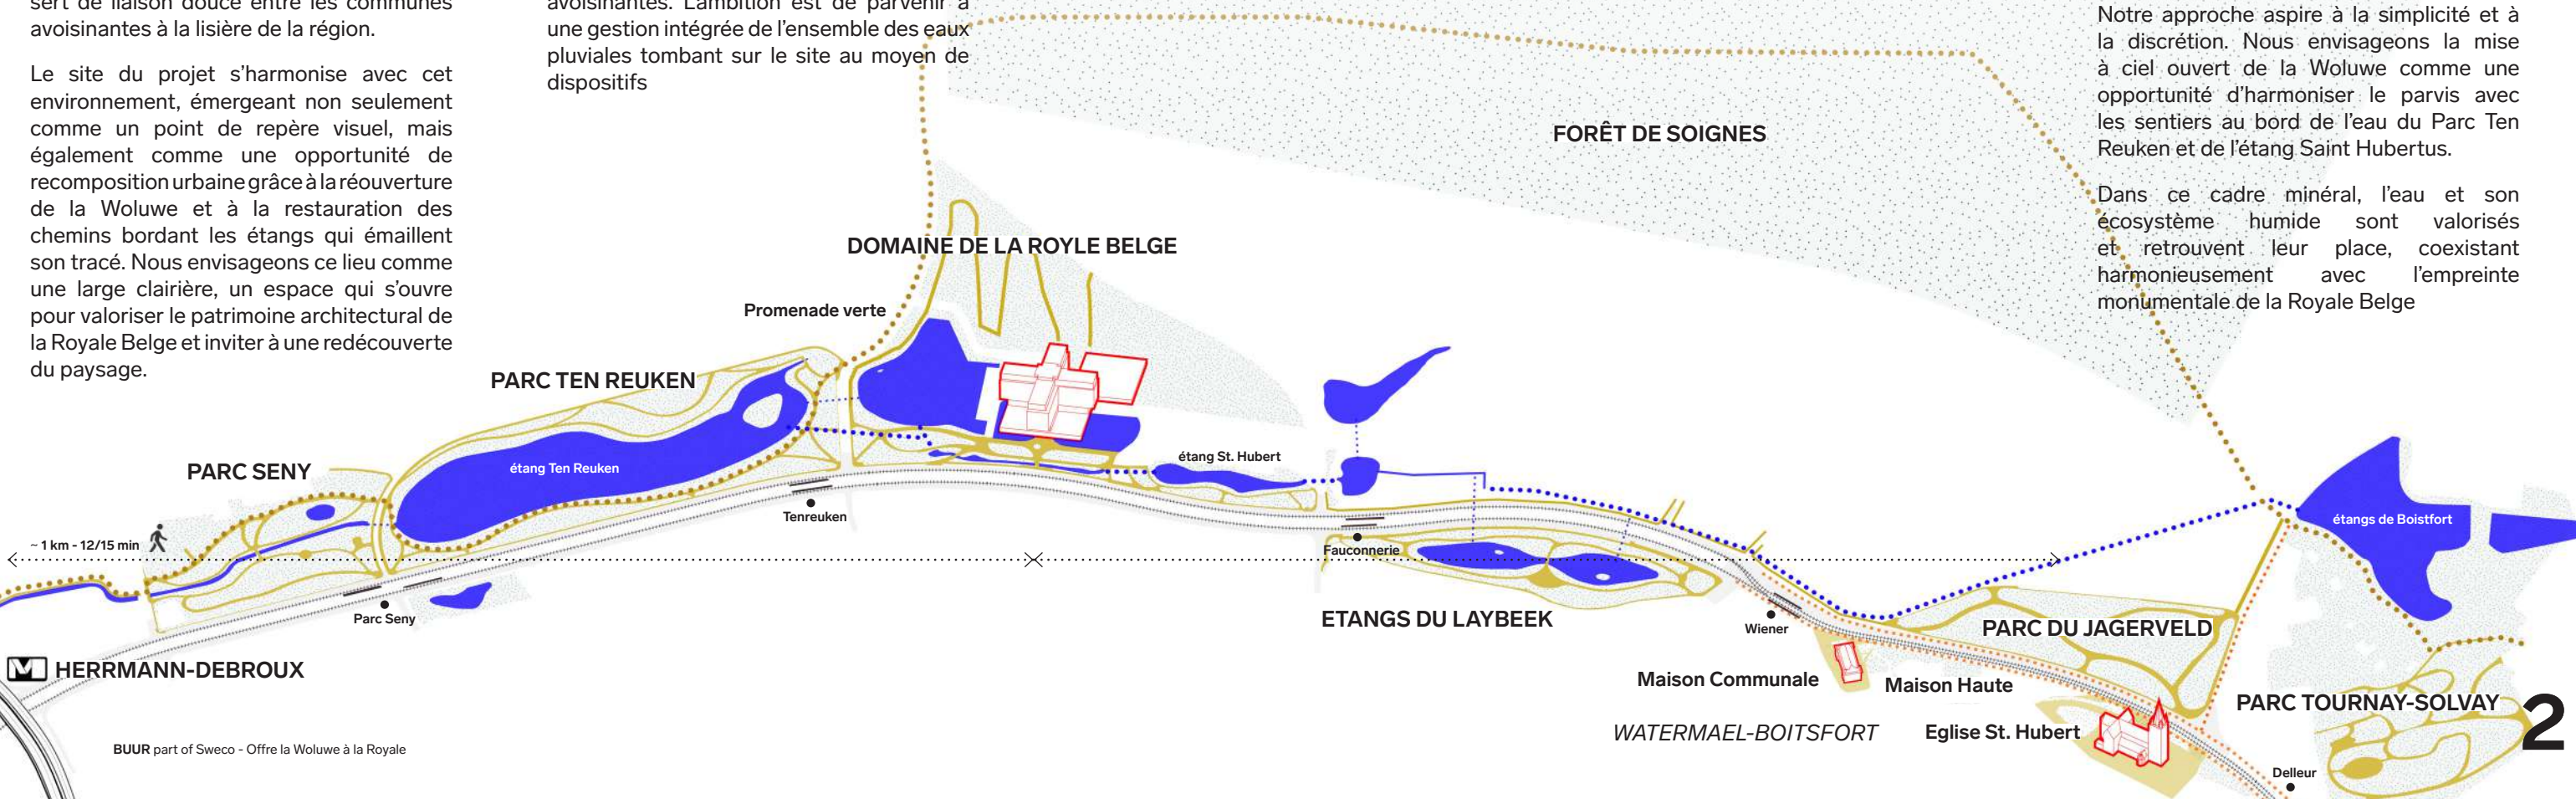 sert de liaison douce entre les communes
avoisinantes à la lisière de la région.
Le site du projet s'harmonise avec cet
environnement, émergeant non seulement
comme un point de repère visuel, mais
également comme une opportunité de
recomposition urbaine grâce à la réouverture
de la Woluwe et à la restauration des
chemins bordant les étangs qui émaillent
son tracé. Nous envisageons ce lieu comme
une large clairière, un espace qui s'ouvre
pour valoriser le patrimoine architectural de
la Royale Belge et inviter à une redécouverte
du paysage.
avoisinantes. L'ambition est de parvenir à
une gestion intégrée de l'ensemble des eaux
pluviales tombant sur le site au moyen de
dispositifs
Notre approche aspire à la simplicité et à
la discrétion. Nous envisageons la mise
à ciel ouvert de la Woluwe comme une
opportunité d'harmoniser le parvis avec
les sentiers au bord de l'eau du Parc Ten
Reuken et de l'étang Saint Hubertus.
Dans ce cadre minéral, l'eau et son
écosystème humide sont valorisés
et retrouvent leur place, coexistant
harmonieusement avec l'empreinte
monumentale de la Royale Belge
FORÊT DE SOIGNES
DOMAINE DE LA ROYLE BELGE
Promenade verte
PARC TEN REUKEN
PARC SENY
étang Ten Reuken
étang St. Hubert
~ 1 km - 12/15 min
Tenreuken
Fauconnerie
étangs de Boistfort
Parc Seny
ETANGS DU LAYBEEK
Wiener
PARC DU JAGERVELD
M HERRMANN-DEBROUX
Maison Communale
Maison Haute
PARC TOURNAY-SOLVAY
WATERMAEL-BOITSFORT
Eglise St. Hubert
Delleur
BUUR part of Sweco - Offre la Woluwe à la Royale
2